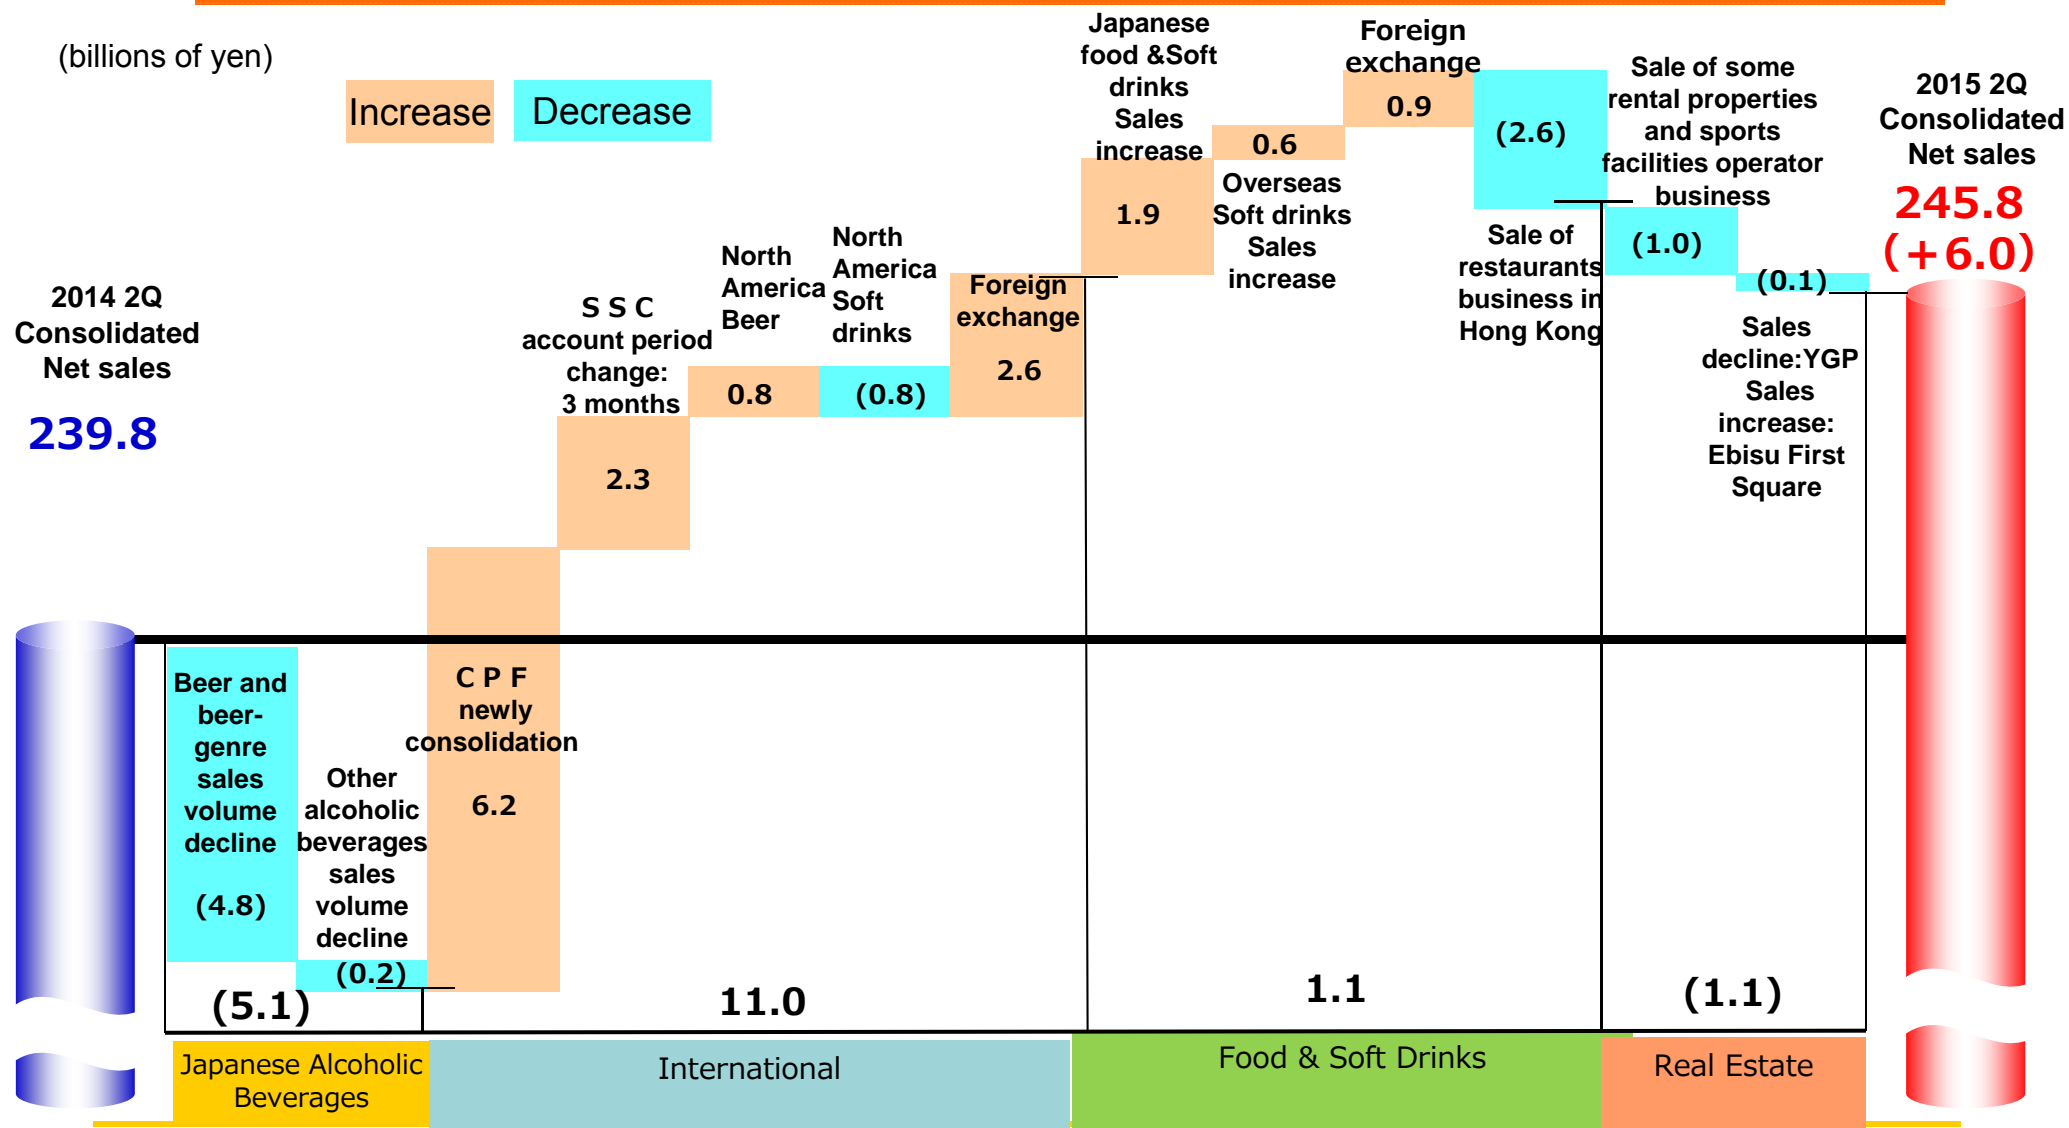 (billions of yen)
Increase
Decrease
2014 2Q
Consolidated
Net sales
239.8
Beer and
beer-
genre
sales
volume
decline
(4.8)
Other
alcoholic
beverages
sales
volume
decline
(0.2)
(5.1)
Japanese Alcoholic
Beverages
C P F
newly
consolidation
6.2
S S C
account period
change:
3 months
2.3
North
America
Beer
0.8
North
America
Soft
drinks
(0.8)
Foreign
exchange
2.6
11.0
International
Japanese
food &Soft
drinks
Sales
increase
1.9
0.6
Overseas
Soft drinks
Sales
increase
Foreign
exchange
0.9
(2.6)
Sale of
restaurants
business in
Hong Kong
1.1
Food & Soft Drinks
Sale of some
rental properties
and sports
facilities operator
business
(1.0)
(0.1)
Sales
decline:YGP
Sales
increase:
Ebisu First
Square
(1.1)
Real Estate
2015 2Q
Consolidated
Net sales
245.8
(+6.0)